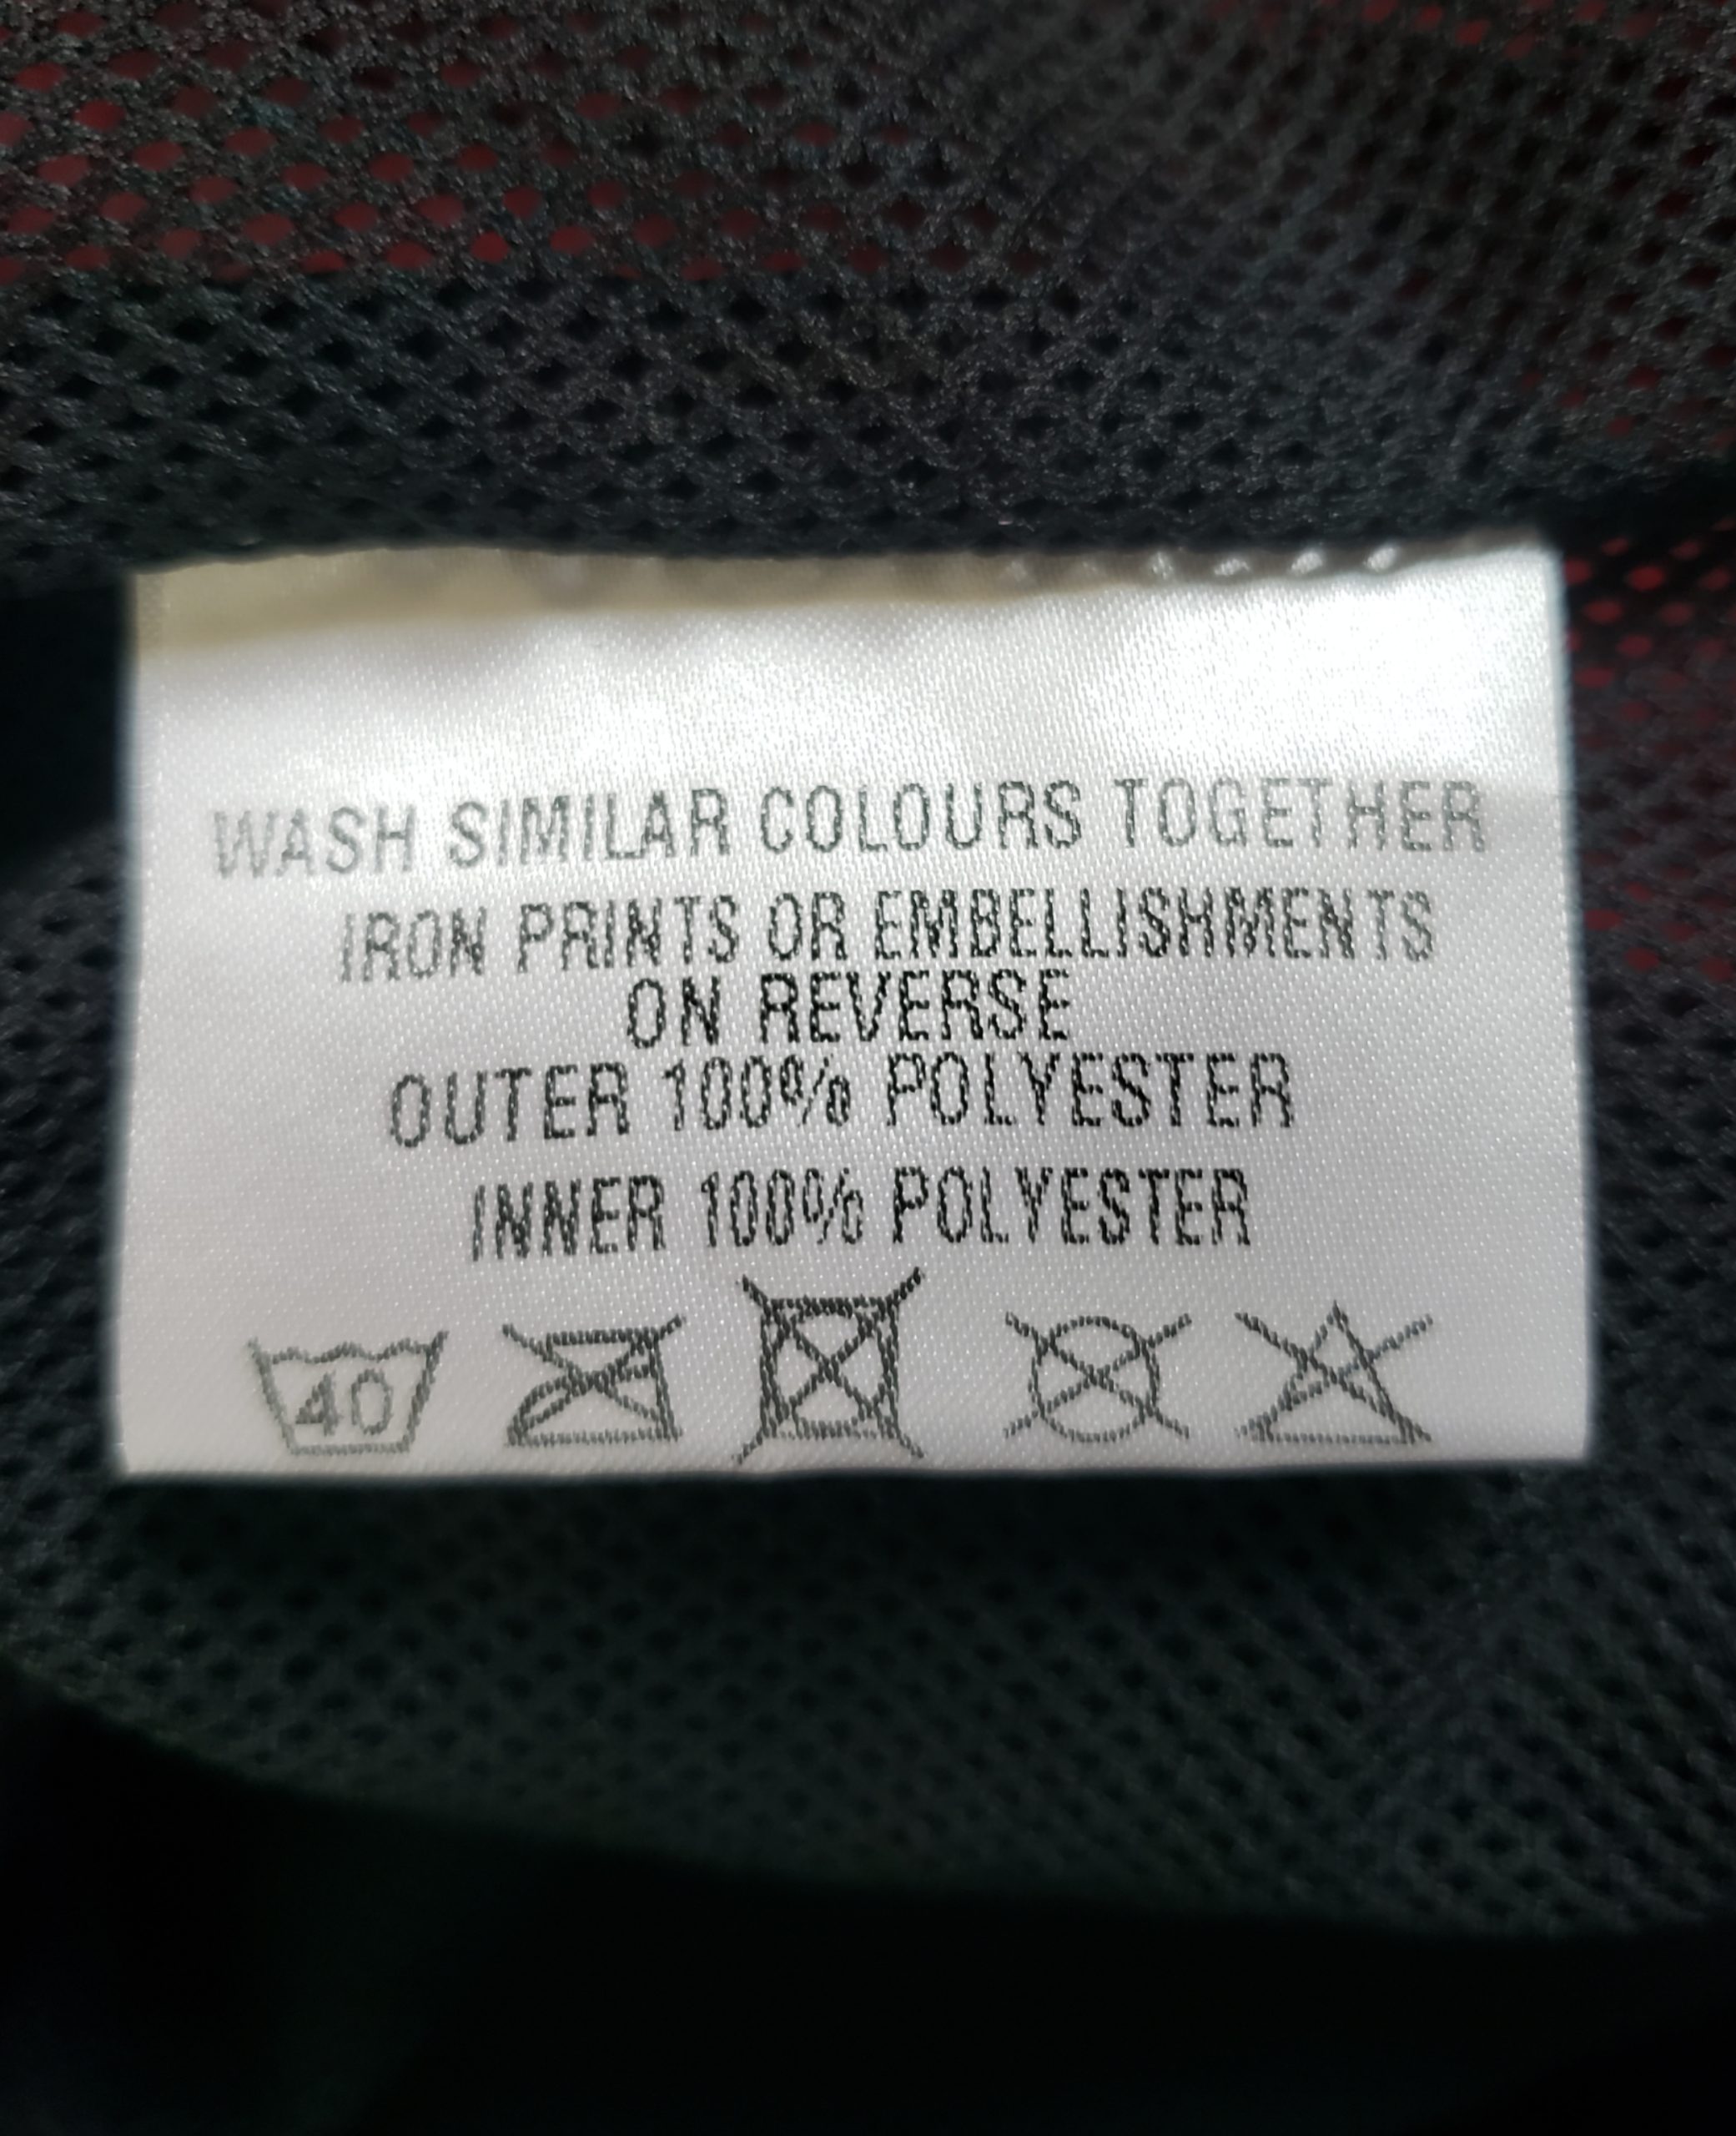 WASH SIMILAR COLOURS TOGETHER
IRON PRINTS OR EMBELLISHMENTS
ON REVERSE
OUTER 100% POLYESTER
INNER 100% POLYESTER
40